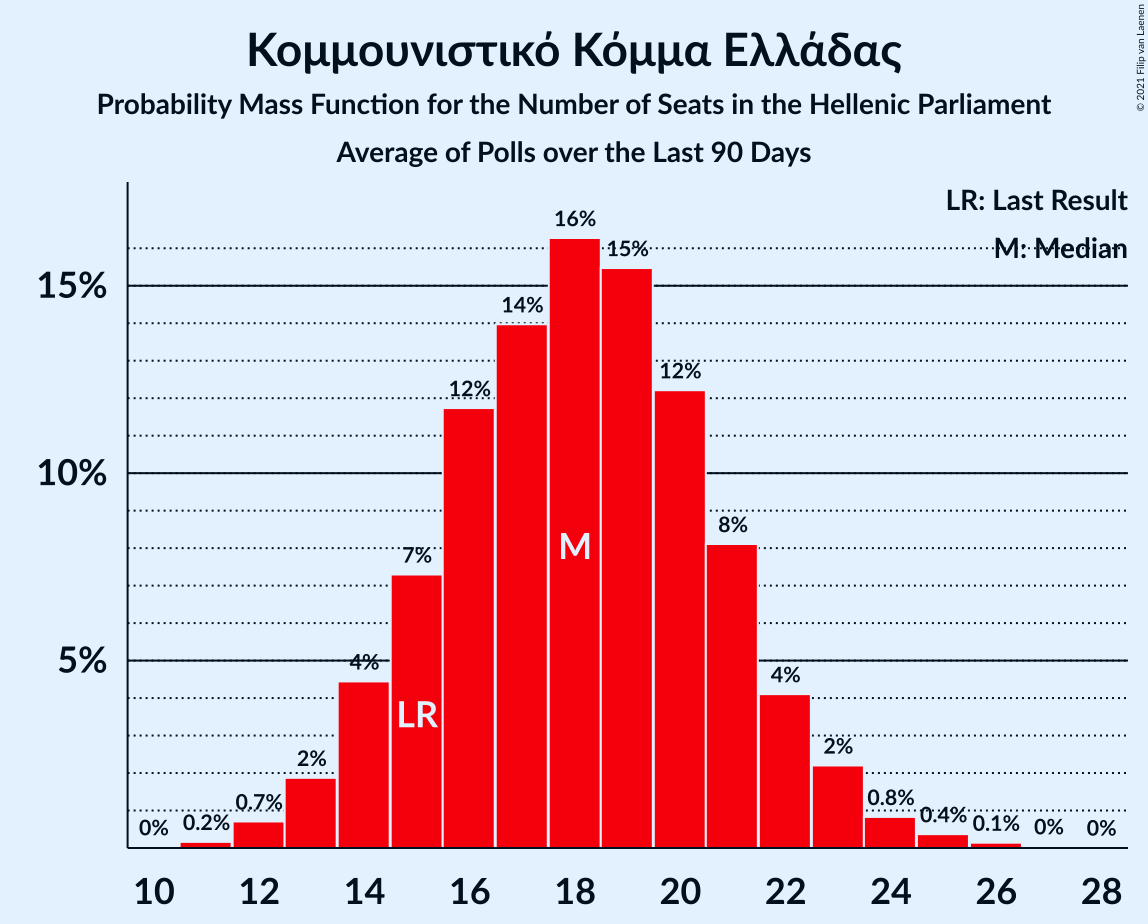 Κομμουνιστικό Κόμμα Ελλάδας
Probability Mass Function for the Number of Seats in the Hellenic Parliament
Average of Polls over the Last 90 Days
© 2021 Filip van Laenen
LR: Last Result
M: Median
15%
10%
5%
0%
0.2%
0.7%
2%
4%
7%
12%
14%
16%
15%
12%
8%
4%
2%
0.8%
0.4%
0.1%
0%
0%
LR
M
10 12 14 16 18 20 22 24 26 28